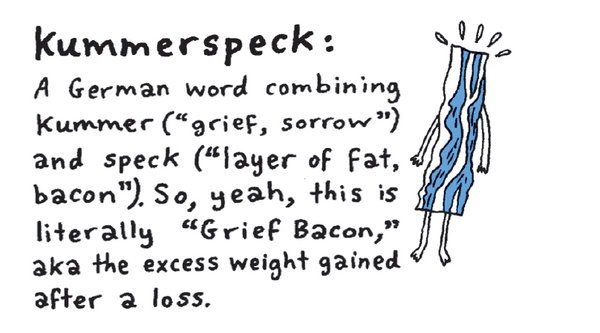 Kummerspeck:
A German word combining
Kummer ("grief, sorrow")
and speck ("layer of fat,
bacon"). So, yeah, this is
literally "Grief Bacon,"
aka the excess weight gained
after a loss.